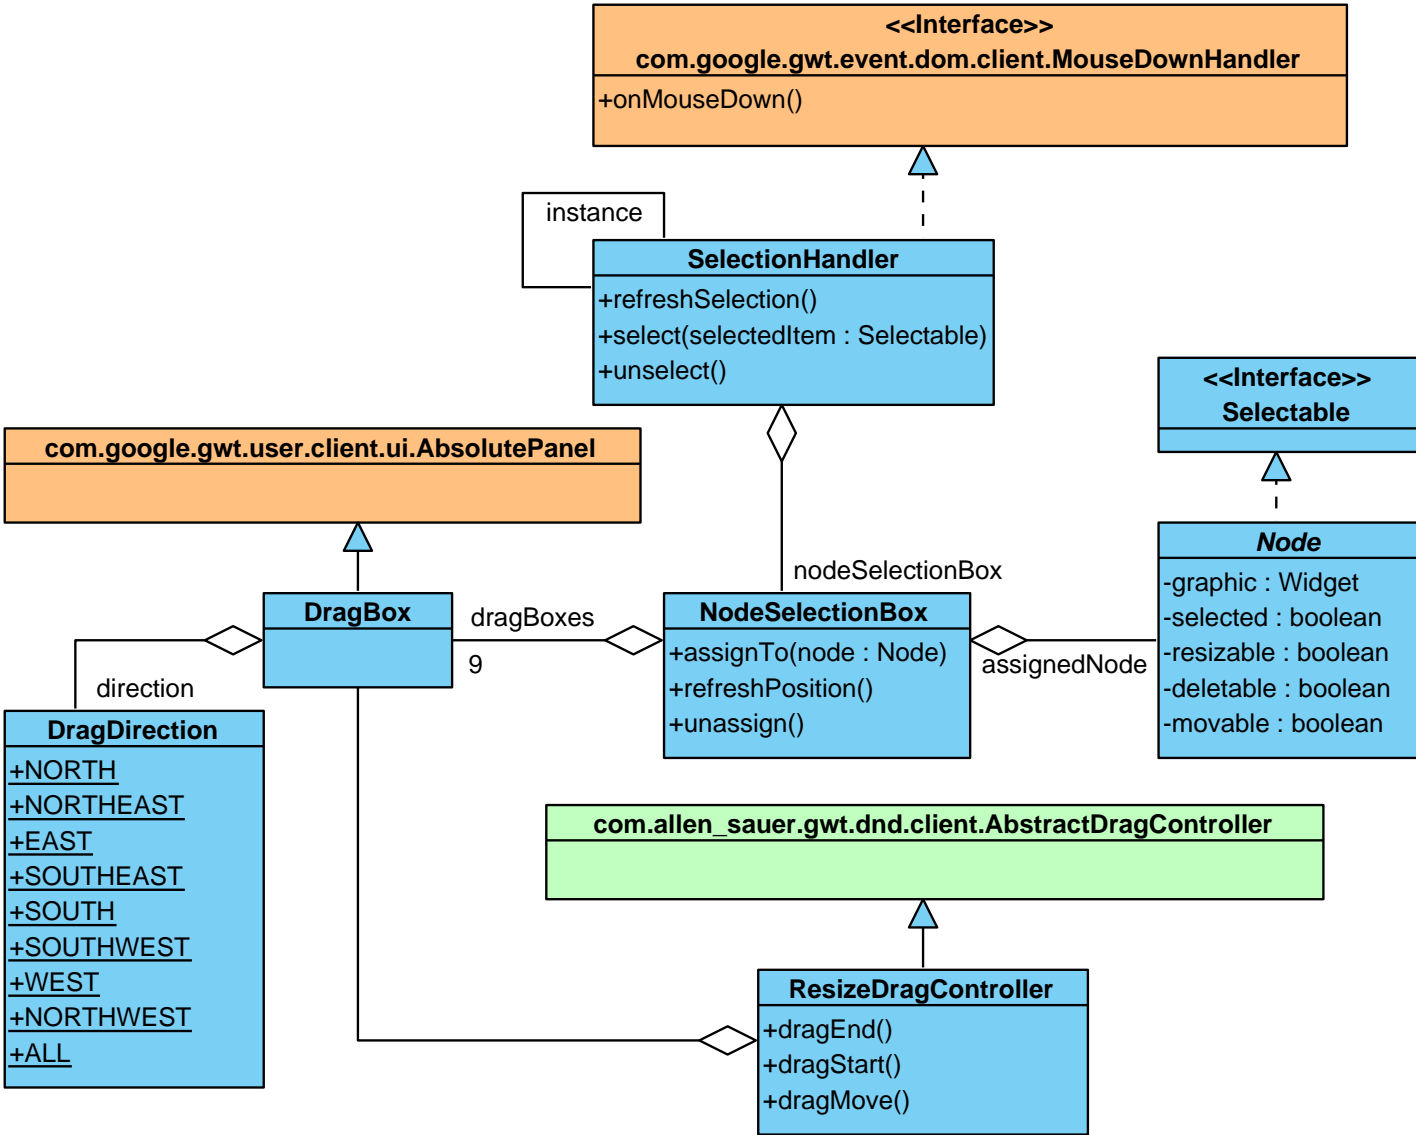 <<Interface>>
com.google.gwt.event.dom.client.MouseDownHandler
+onMouseDown()
instance
SelectionHandler
+refreshSelection()
+select(selectedItem : Selectable)
+unselect()
<<Interface>>
Selectable
com.google.gwt.user.client.ui.AbsolutePanel
Node
-graphic : Widget
-selected : boolean
-resizable : boolean
-deletable : boolean
-movable : boolean
nodeSelectionBox
DragBox
dragBoxes
9
NodeSelectionBox
+assignTo(node : Node)
+refreshPosition()
+unassign()
assignedNode
direction
DragDirection
+NORTH
+NORTHEAST
+EAST
+SOUTHEAST
+SOUTH
+SOUTHWEST
+WEST
+NORTHWEST
+ALL
com.allen_sauer.gwt.dnd.client.AbstractDragController
ResizeDragController
+dragEnd()
+dragStart()
+dragMove()